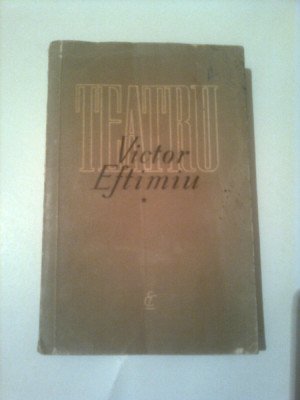 TEATRU
Victor
Eftimiu
*